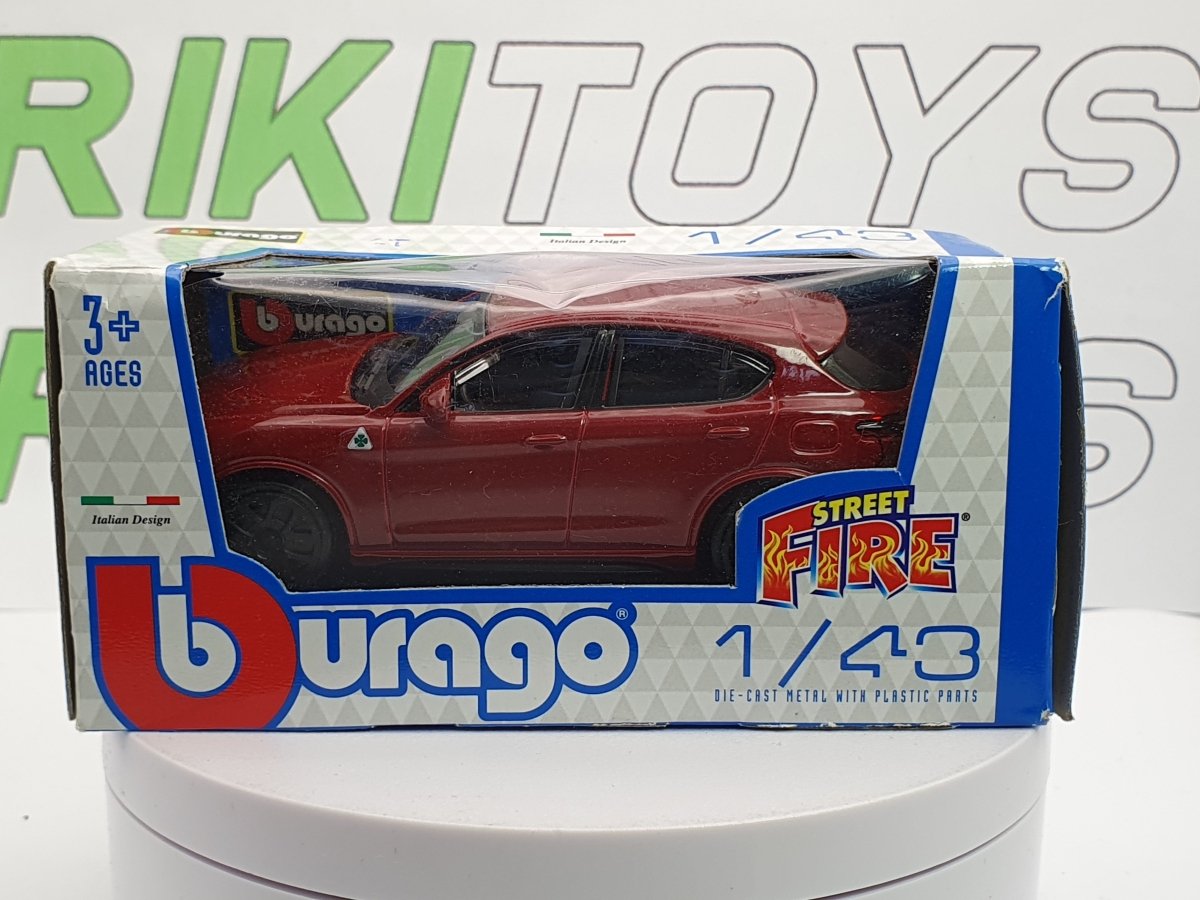 RIKITOYS
burago
Italian Design
1/43
3+
AGES
burago
Italian Design
STREET
FIRE®
burago®
1/43
DIE-CAST METAL WITH PLASTIC PARTS